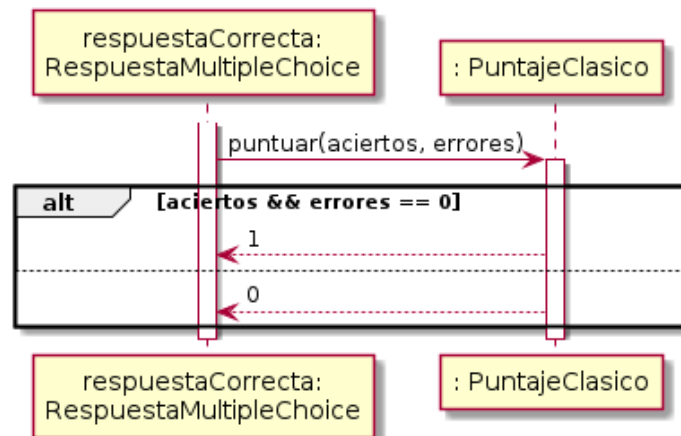 respuestaCorrecta:
RespuestaMultipleChoice
: PuntajeClasico
puntuar(aciertos, errores)
alt
[aciertos && errores == 0]
1
0
respuestaCorrecta:
RespuestaMultipleChoice
: PuntajeClasico